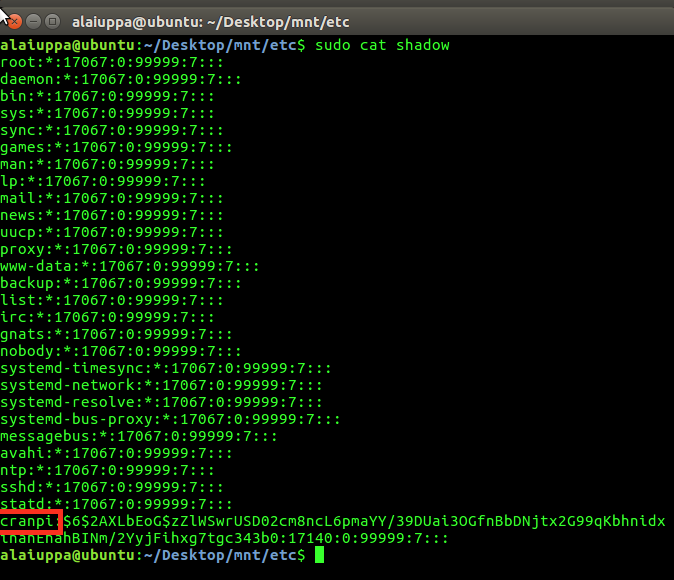 alaiuppa@ubuntu: ~/Desktop/mnt/etc
alaiuppa@ubuntu:~/Desktop/mnt/etc$ sudo cat shadow
root:*:17067:0:99999:7:::
daemon:*:17067:0:99999:7:::
bin:*:17067:0:99999:7:::
sys:*:17067:0:99999:7:::
sync:*:17067:0:99999:7:::
games:*:17067:0:99999:7:::
man:*:17067:0:99999:7:::
lp:*:17067:0:99999:7:::
mail:*:17067:0:99999:7:::
news:*:17067:0:99999:7:::
uucp:*:17067:0:99999:7:::
proxy:*:17067:0:99999:7:::
www-data:*:17067:0:99999:7:::
backup:*:17067:0:99999:7:::
list:*:17067:0:99999:7:::
irc:*:17067:0:99999:7:::
gnats:*:17067:0:99999:7:::
nobody:*:17067:0:99999:7:::
systemd-timesync:*:17067:0:99999:7:::
systemd-network:*:17067:0:99999:7:::
systemd-resolve:*:17067:0:99999:7:::
systemd-bus-proxy:*:17067:0:99999:7:::
messagebus:*:17067:0:99999:7:::
avahi:*:17067:0:99999:7:::
ntp:*:17067:0:99999:7:::
sshd:*:17067:0:99999:7:::
statd:*:17067:0:99999:7:::
cranpi:$6$2AXLbEoG$zZlWSwrUSD02cm8ncL6pmaYY/39DUai3OGfnBbDNjtx2G99qKbhnidx
lnanEhahBINm/2YyjFihxg7tgc343b0:17140:0:99999:7:::
alaiuppa@ubuntu:~/Desktop/mnt/etc$